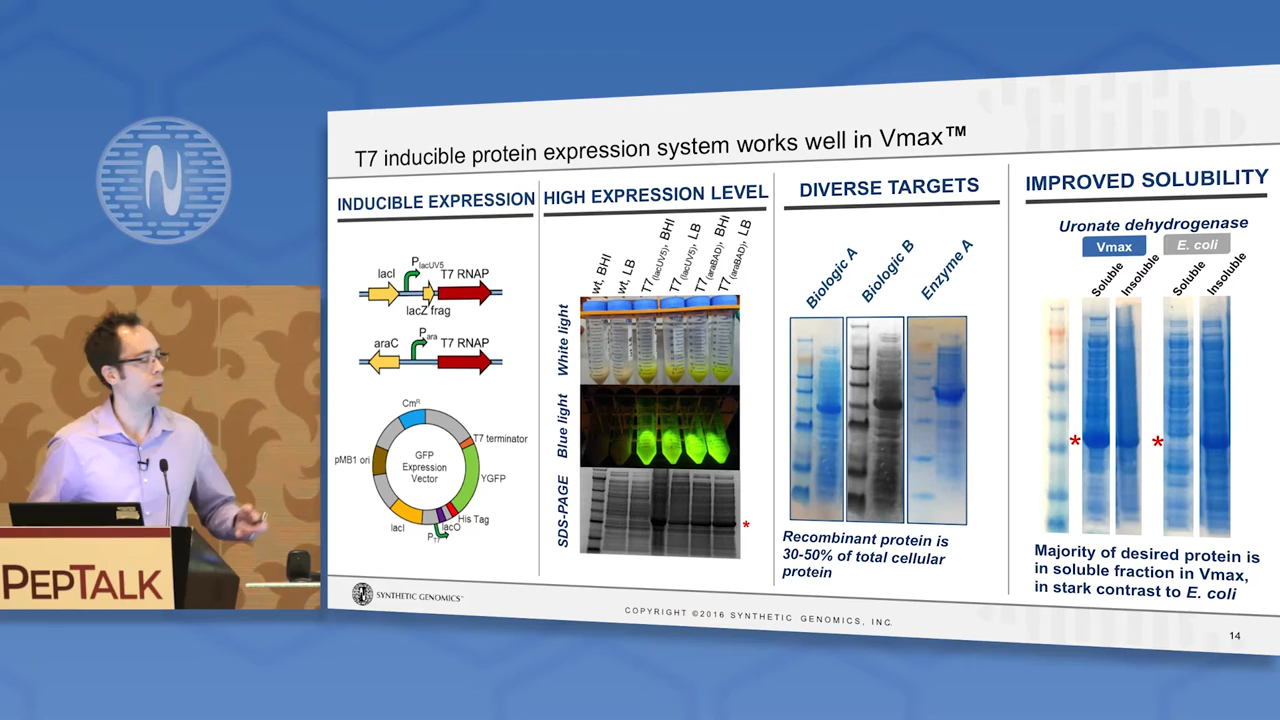 T7 inducible protein expression system works well in Vmax™
INDUCIBLE EXPRESSION
lacI
PlacUV5
T7 RNAP
lacZ frag
araC
Para
T7 RNAP
CmR
T7 terminator
pMB1 ori
GFP
Expression
Vector
YGFP
His Tag
lacI
lacO
PT7
HIGH EXPRESSION LEVEL
wt, BHI
wt, LB
T7(lacUV5), BHI
T7(lacUV5), LB
T7(araBAD), BHI
T7(araBAD), LB
White light
Blue light
SDS-PAGE
*
DIVERSE TARGETS
Biologic A
Biologic B
Enzyme A
Recombinant protein is
30-50% of total cellular
protein
IMPROVED SOLUBILITY
Uronate dehydrogenase
Vmax
E. coli
Soluble
Insoluble
Soluble
Insoluble
*
*
Majority of desired protein is
in soluble fraction in Vmax,
in stark contrast to E. coli
SYNTHETIC GENOMICS™
COPYRIGHT ©2016 SYNTHETIC GENOMICS, INC.
14
PEPTALK